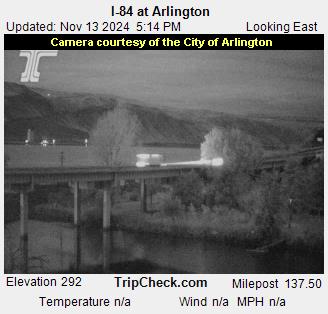 I-84 at Arlington
Updated: Nov 13 2024 5:14 PM Looking East
Camera courtesy of the City of Arlington
Elevation 292 TripCheck.com Milepost 137.50
Temperature n/a Wind n/a MPH n/a